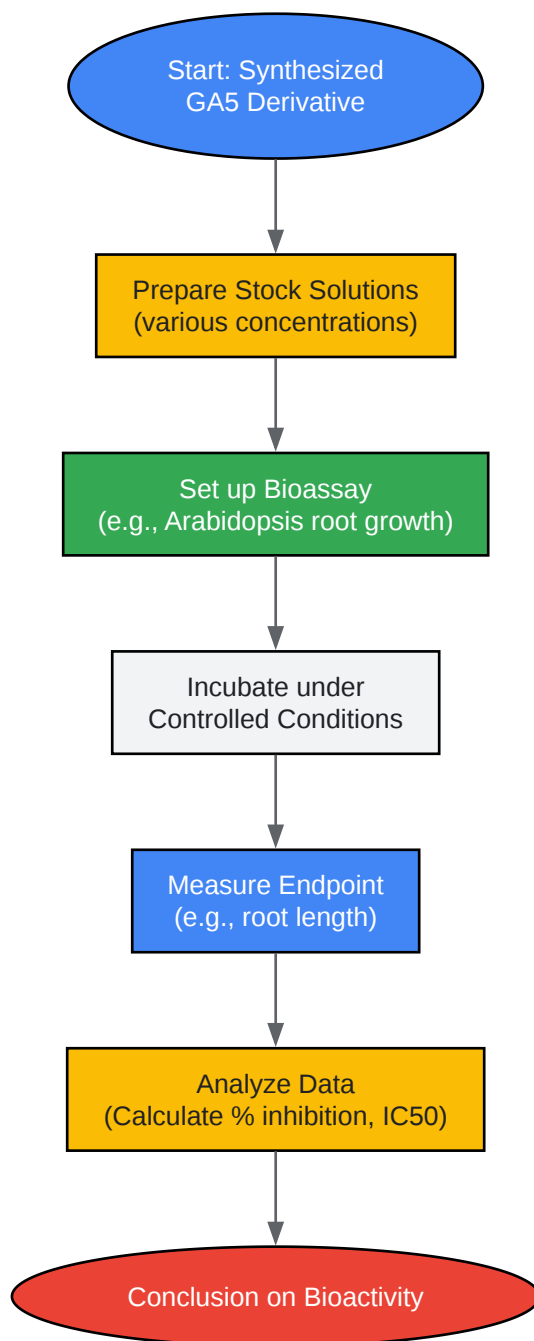 Start: Synthesized
GA5 Derivative
Prepare Stock Solutions
(various concentrations)
Set up Bioassay
(e.g., Arabidopsis root growth)
Incubate under
Controlled Conditions
Measure Endpoint
(e.g., root length)
Analyze Data
(Calculate % inhibition, IC50)
Conclusion on Bioactivity